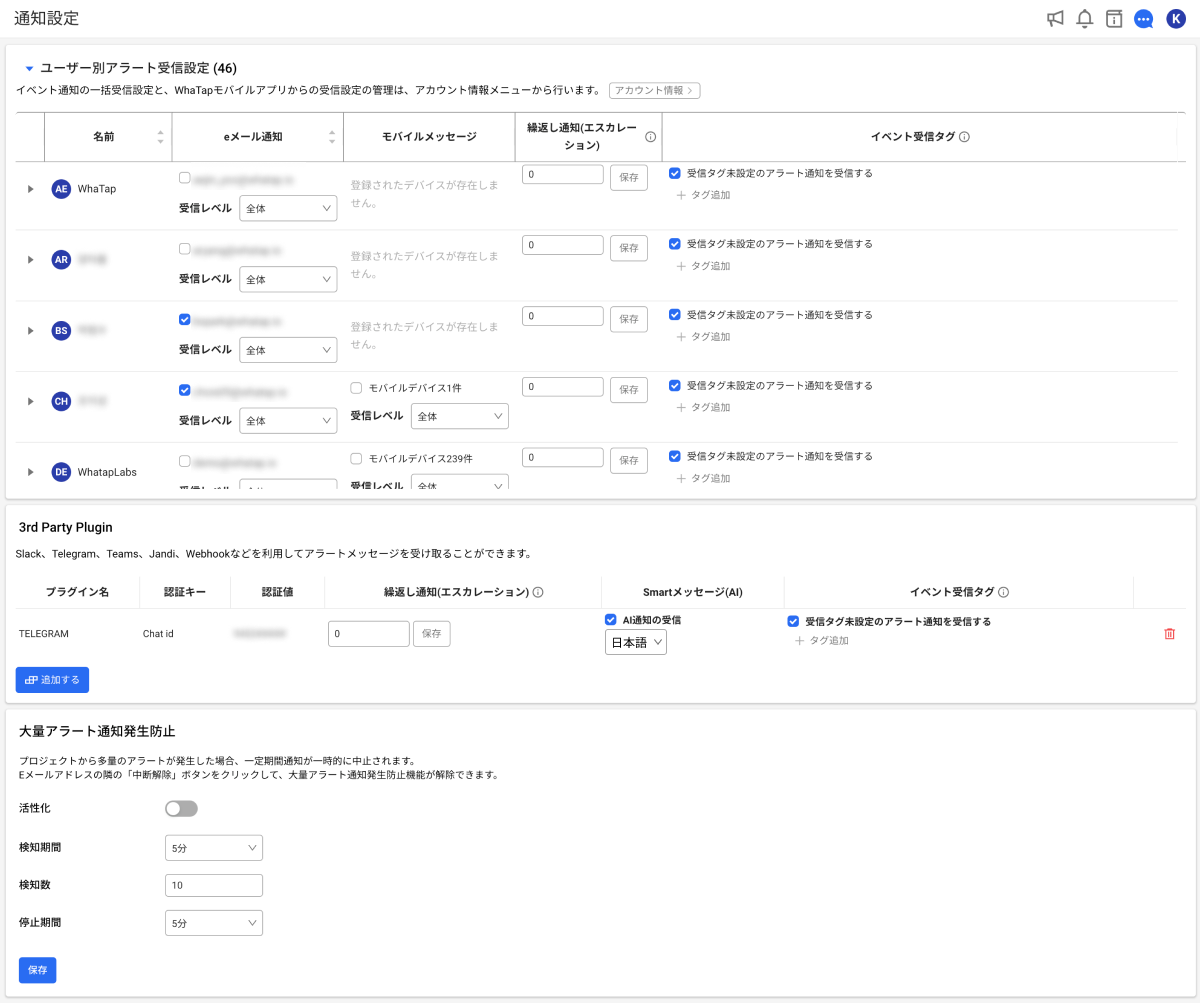 通知設定
K
ユーザー別アラート受信設定 (46)
イベント通知の一括受信設定と、WhaTapモバイルアプリからの受信設定の管理は、アカウント情報メニューから行います。 アカウント情報
名前 eメール通知 モバイルメッセージ 繰返し通知(エスカレーション) イベント受信タグ
AE WhaTap
受信レベル 全体
登録されたデバイスが存在しません。
0 保存
受信タグ未設定のアラート通知を受信する
タグ追加
AR
受信レベル 全体
登録されたデバイスが存在しません。
0 保存
受信タグ未設定のアラート通知を受信する
タグ追加
BS
受信レベル 全体
登録されたデバイスが存在しません。
0 保存
受信タグ未設定のアラート通知を受信する
タグ追加
CH
受信レベル 全体
モバイルデバイス1件
受信レベル 全体
0 保存
受信タグ未設定のアラート通知を受信する
タグ追加
DE WhatapLabs
モバイルデバイス239件
受信レベル 全体
0 保存
受信タグ未設定のアラート通知を受信する
タグ追加
3rd Party Plugin
Slack、Telegram、Teams、Jandi、Webhookなどを利用してアラートメッセージを受け取ることができます。
プラグイン名 認証キー 認証値 繰返し通知(エスカレーション) Smartメッセージ(AI) イベント受信タグ
TELEGRAM Chat id
0 保存
AI通知の受信
日本語
受信タグ未設定のアラート通知を受信する
タグ追加
追加する
大量アラート通知発生防止
プロジェクトから多量のアラートが発生した場合、一定期間通知が一時的に中止されます。
Eメールアドレスの隣の「中断解除」ボタンをクリックして、大量アラート通知発生防止機能が解除できます。
活性化
検知期間 5分
検知数 10
停止期間 5分
保存